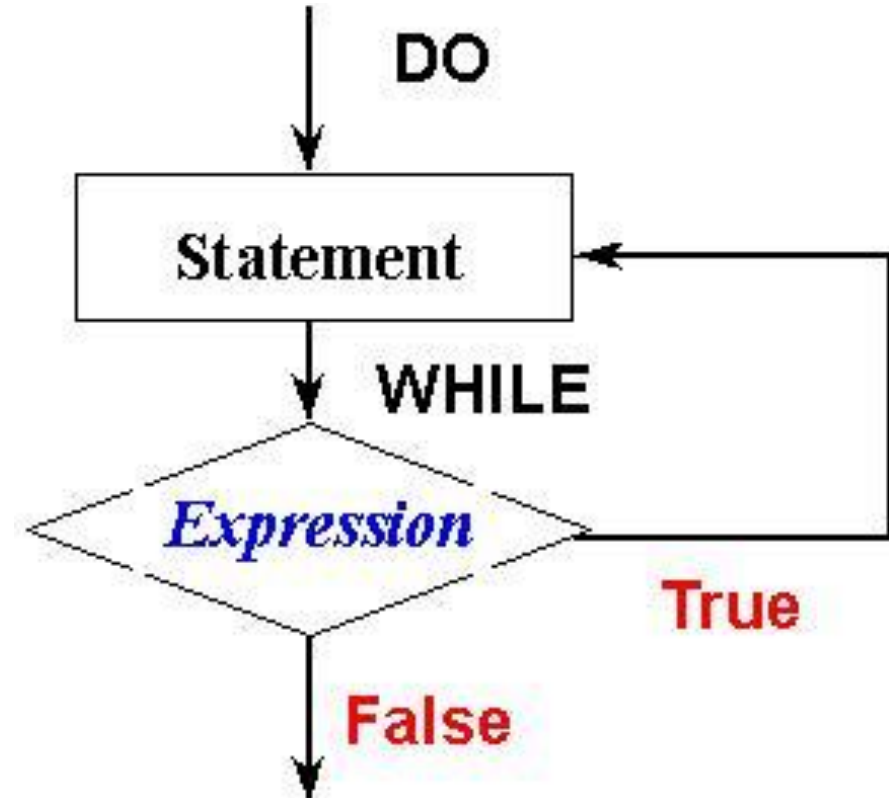 DO
Statement
WHILE
Expression
True
False